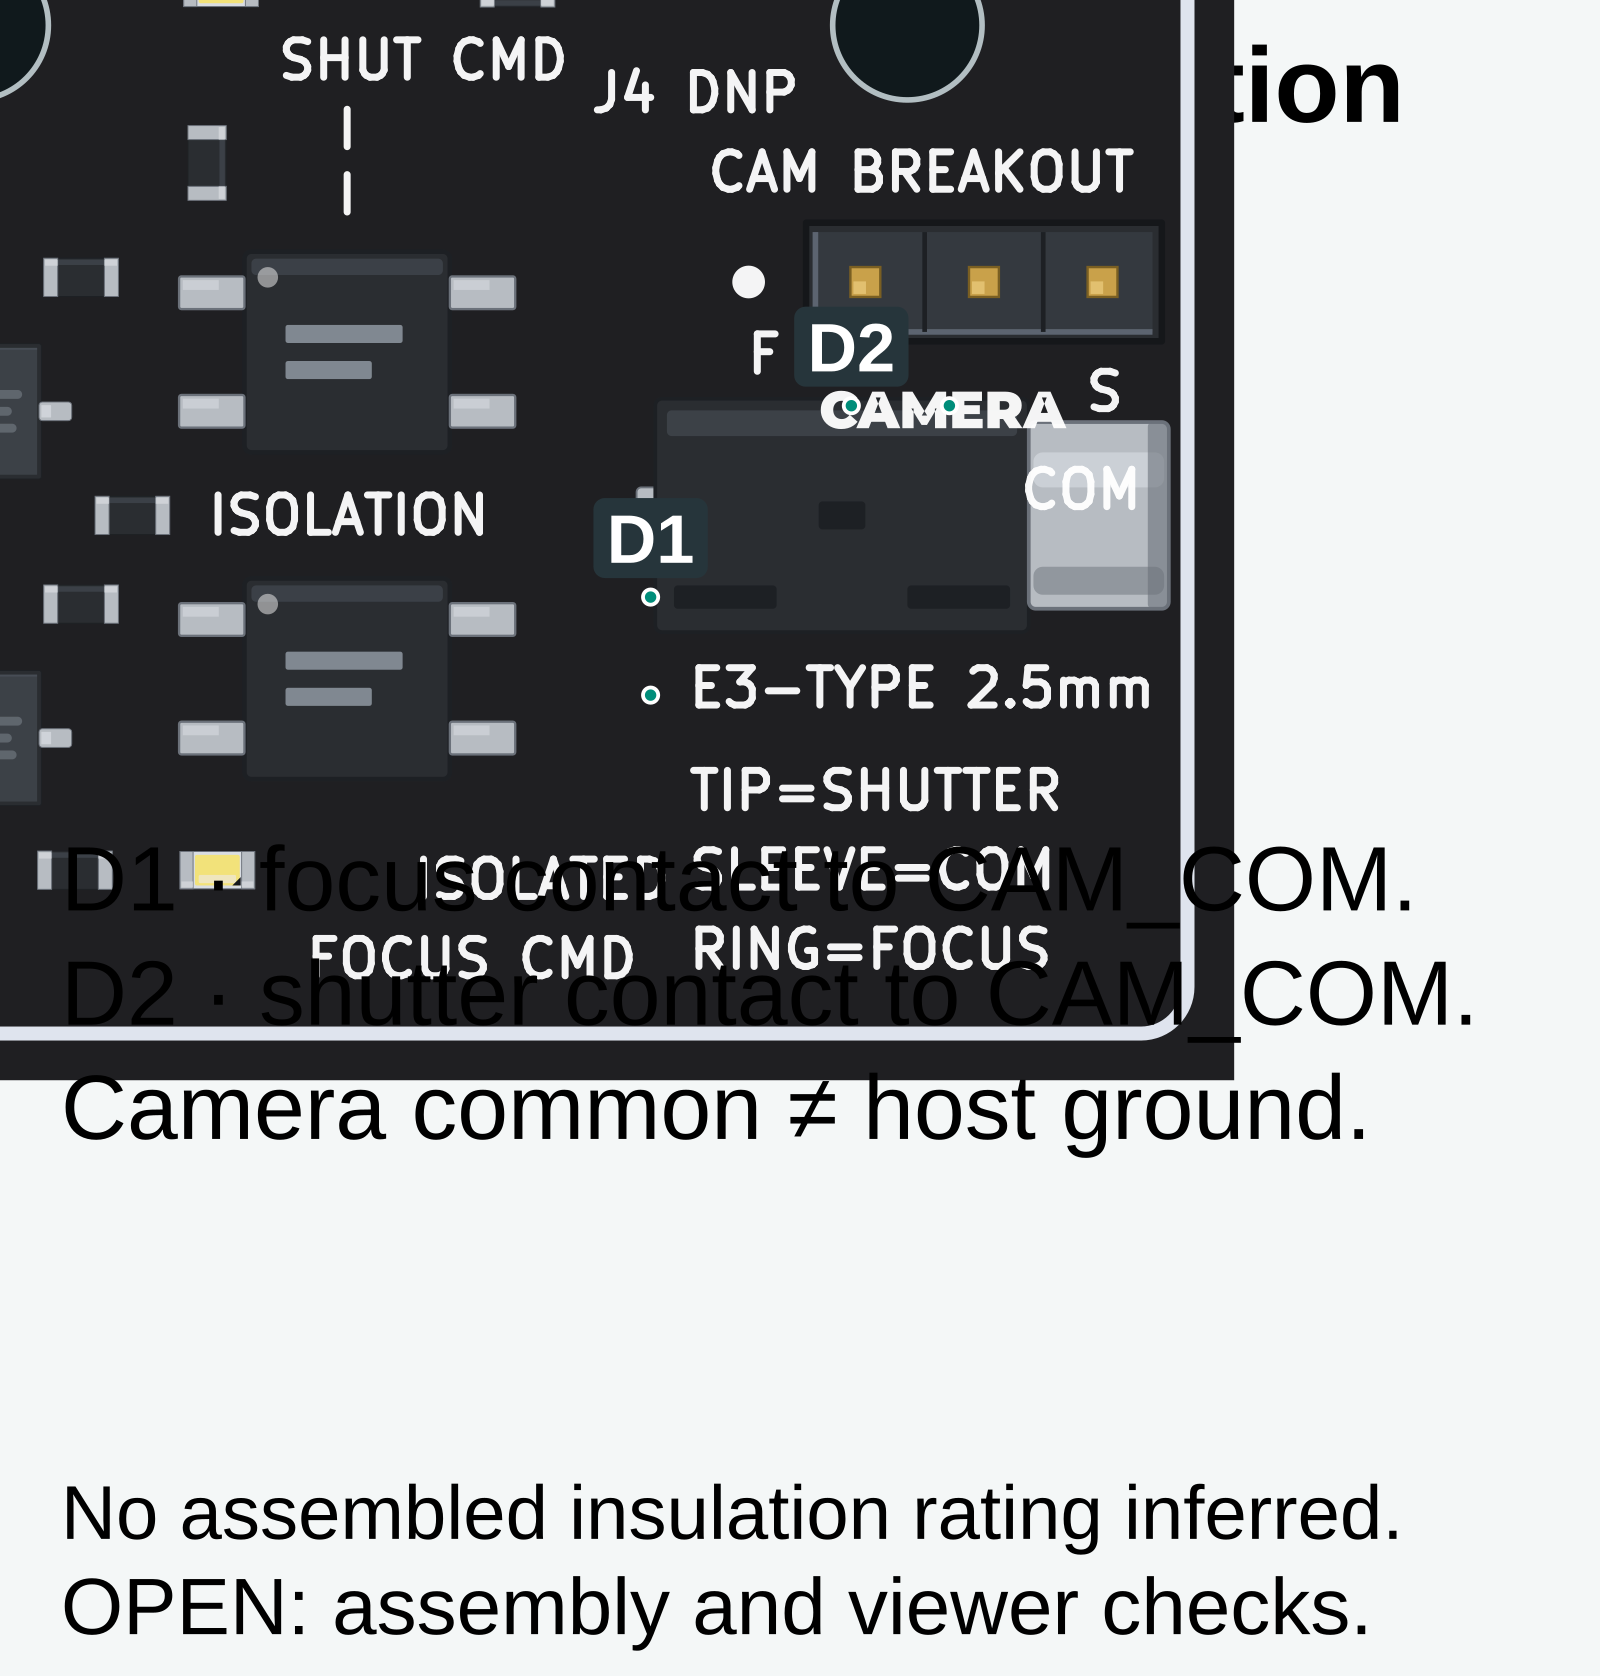 tion
SHUT CMD
J4 DNP
CAM BREAKOUT
F
D2
S
CAMERA
COM
ISOLATION
D1
E3-TYPE 2.5mm
TIP=SHUTTER
SLEEVE=COM
RING=FOCUS
ISOLATED
FOCUS CMD
D1 · focus contact to CAM_COM.
D2 · shutter contact to CAM_COM.
Camera common ≠ host ground.
No assembled insulation rating inferred.
OPEN: assembly and viewer checks.